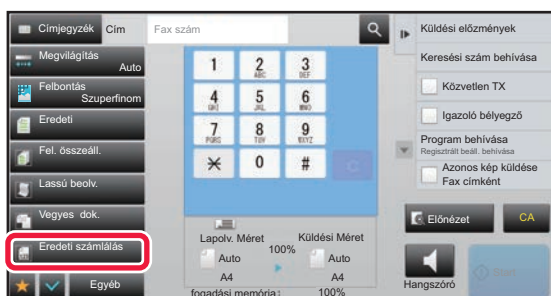 Címjegyzék
Cím
Fax szám
Megvilágítás
Auto
Felbontás
Szuperfinom
Eredeti
Fel. összeáll.
Lassú beolv.
Vegyes dok.
Eredeti számlálás
Egyéb
1
2 ABC
3 DEF
4 GHI
5 JKL
6 MNO
7 PQRS
8 TUV
9 WXYZ
0
#
C
Lapolv. Méret
100%
Küldési Méret
Auto
Auto
A4
A4
fogadási memória:
100%
Küldési előzmények
Keresési szám behívása
Közvetlen TX
Igazoló bélyegző
Program behívása
Regisztrált beáll. behívása
Azonos kép küldése
Fax címként
Előnézet
CA
Hangszóró
Start